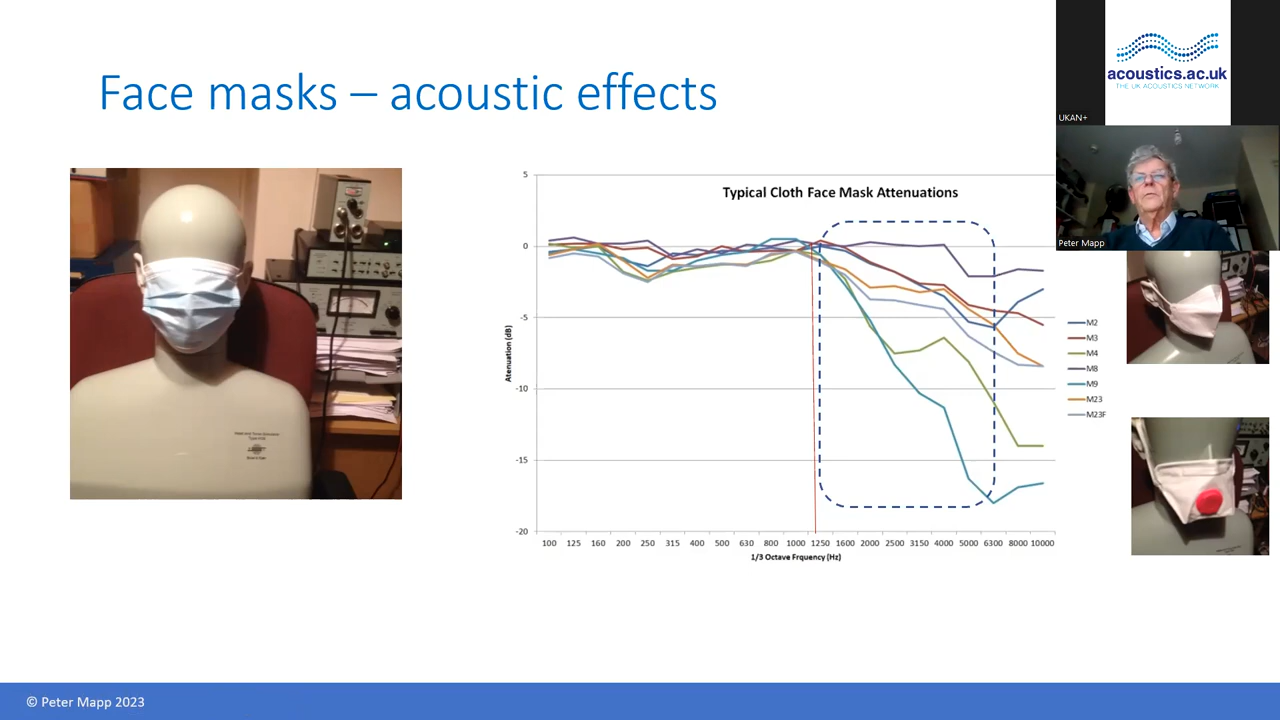 Face masks – acoustic effects
acoustics.ac.uk
THE UK ACOUSTICS NETWORK
UKAN+
Peter Mapp
Typical Cloth Face Mask Attenuations
5
0
-5
-10
-15
-20
Atenuation (dB)
100 125 160 200 250 315 400 500 630 800 1000 1250 1600 2000 2500 3150 4000 5000 6300 8000 10000
1/3 Octave Frquency (Hz)
M2
M3
M4
M8
M9
M23
M23F
© Peter Mapp 2023